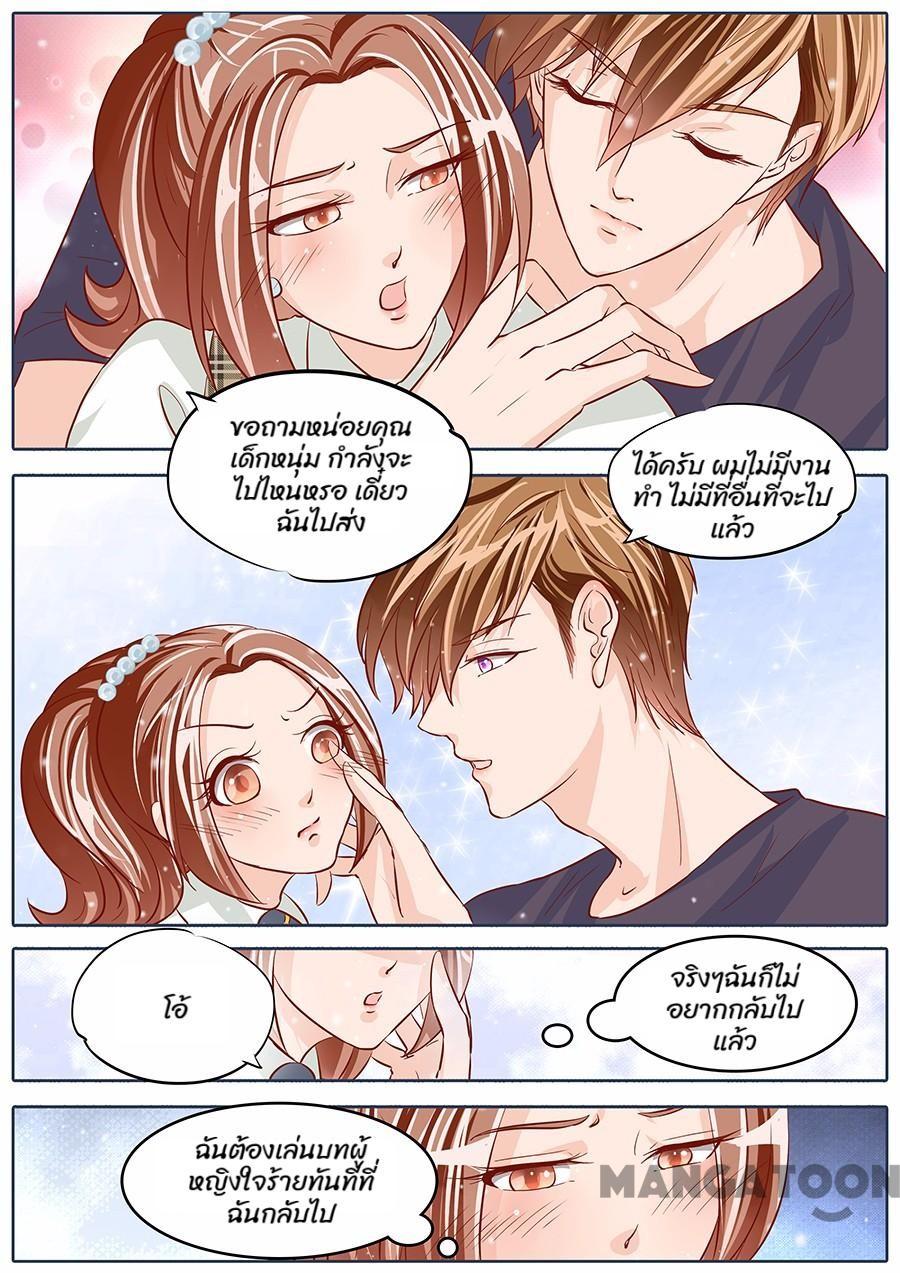 ขอถามหน่อยคุณ
เด็กหนุ่ม กำลังจะ
ไปไหนหรอ เดี๋ยว
ฉันไปส่ง
ได้ครับ ผมไม่มีงาน
ทำ ไม่มีที่อื่นที่จะไป
แล้ว
โอ้
จริงๆฉันก็ไม่
อยากกลับไป
แล้ว
ฉันต้องเล่นบทผู้
หญิงใจร้ายทันทีที่
ฉันกลับไป
MANGATOON